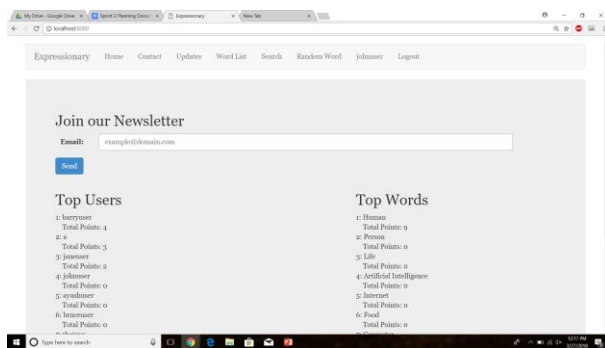 My Drive - Google Drive
Sprint 2 Planning Docu
Expressionary
New Tab
localhost:8080
Expressionary Home Contact Updates Word List Search Random Word johnuser Logout
Join our Newsletter
Email: example@domain.com
Send
Top Users
1: barryuser
Total Points: 4
2: a
Total Points: 3
3: janeuser
Total Points: 2
4: johnuser
Total Points: 0
5: ayushuser
Total Points: 0
6: bruceuser
Total Points: 0
Top Words
1: Human
Total Points: 9
2: Person
Total Points: 0
3: Life
Total Points: 0
4: Artificial Intelligence
Total Points: 0
5: Internet
Total Points: 0
6: Food
Total Points: 0
Type here to search
12:17 PM